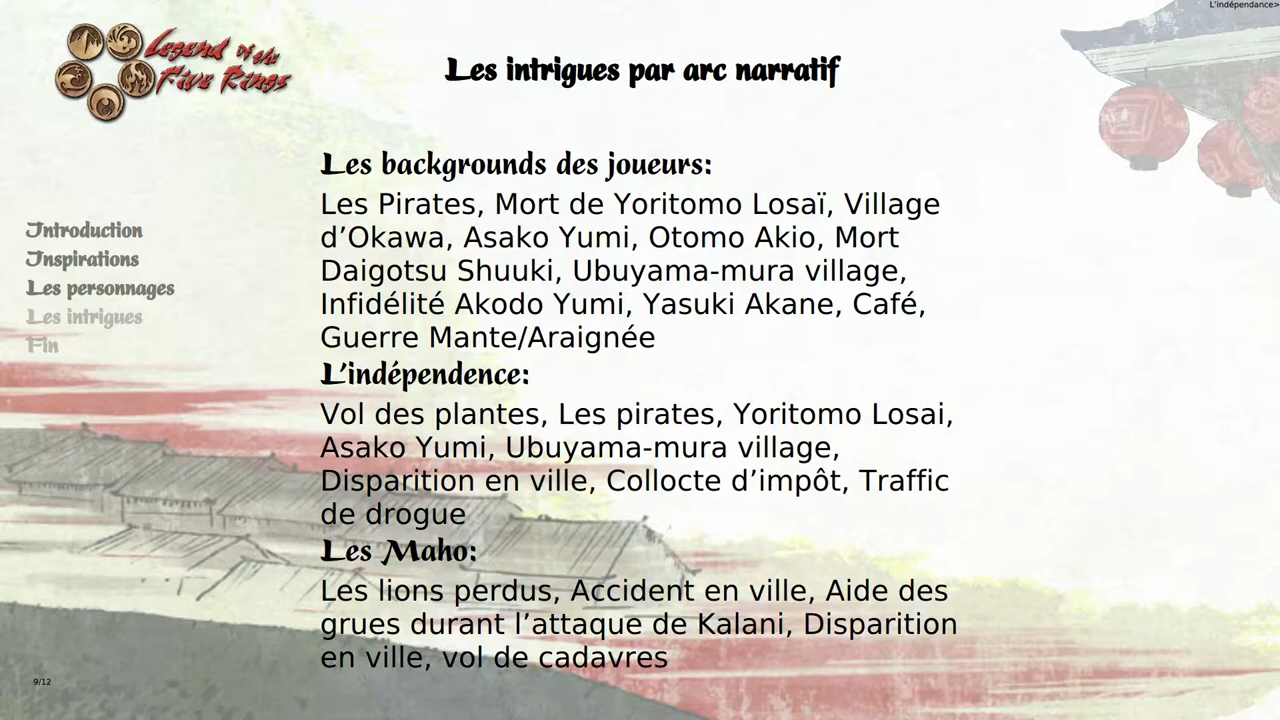 L'indépendance>
Legend of the
Five Rings
Les intrigues par arc narratif
Introduction
Inspirations
Les personnages
Les intrigues
Fin
Les backgrounds des joueurs:
Les Pirates, Mort de Yoritomo Losaï, Village
d’Okawa, Asako Yumi, Otomo Akio, Mort
Daigotsu Shuuki, Ubuyama-mura village,
Infidélité Akodo Yumi, Yasuki Akane, Café,
Guerre Mante/Araignée
L’indépendence:
Vol des plantes, Les pirates, Yoritomo Losai,
Asako Yumi, Ubuyama-mura village,
Disparition en ville, Collocte d’impôt, Traffic
de drogue
Les Maho:
Les lions perdus, Accident en ville, Aide des
grues durant l’attaque de Kalani, Disparition
en ville, vol de cadavres
9/12